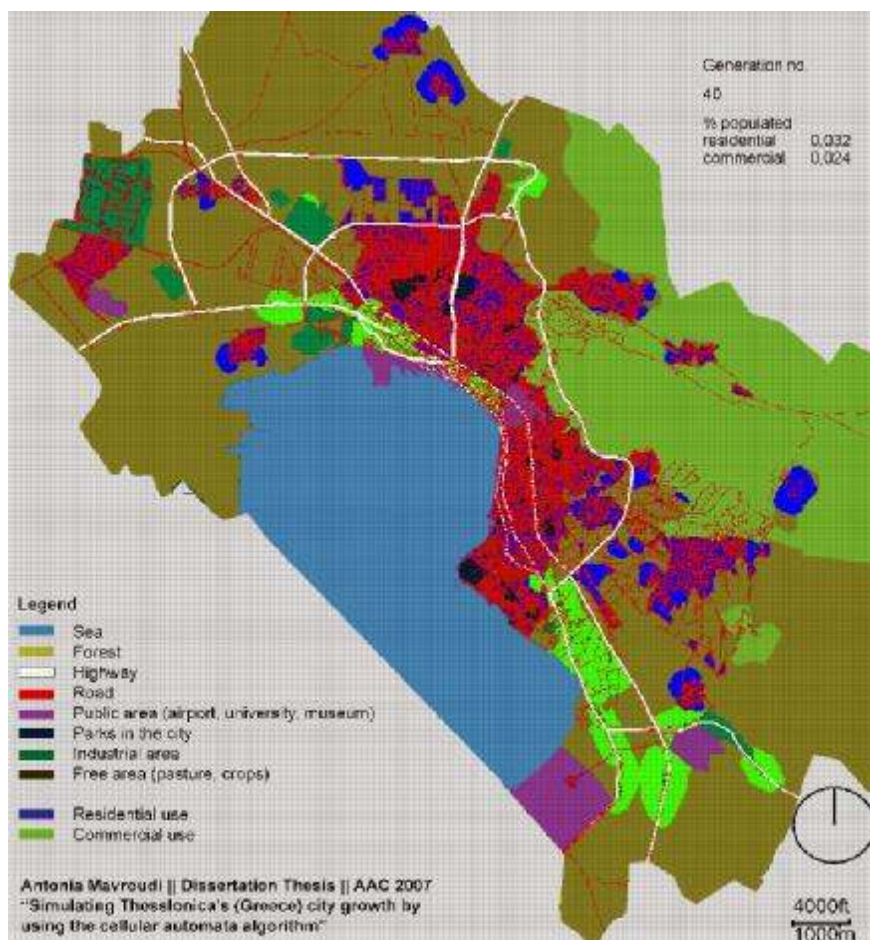 Generation no.
40
% populated
residential 0,032
commercial 0,024
Legend
Sea
Forest
Highway
Road
Public area (airport, university, museum)
Parks in the city
Industrial area
Free area (pasture, crops)
Residential use
Commercial use
Antonia Mavroudi || Dissertation Thesis || AAC 2007
"Simulating Thesslonica's (Greece) city growth by
using the cellular automata algorithm"
4000ft
1000m